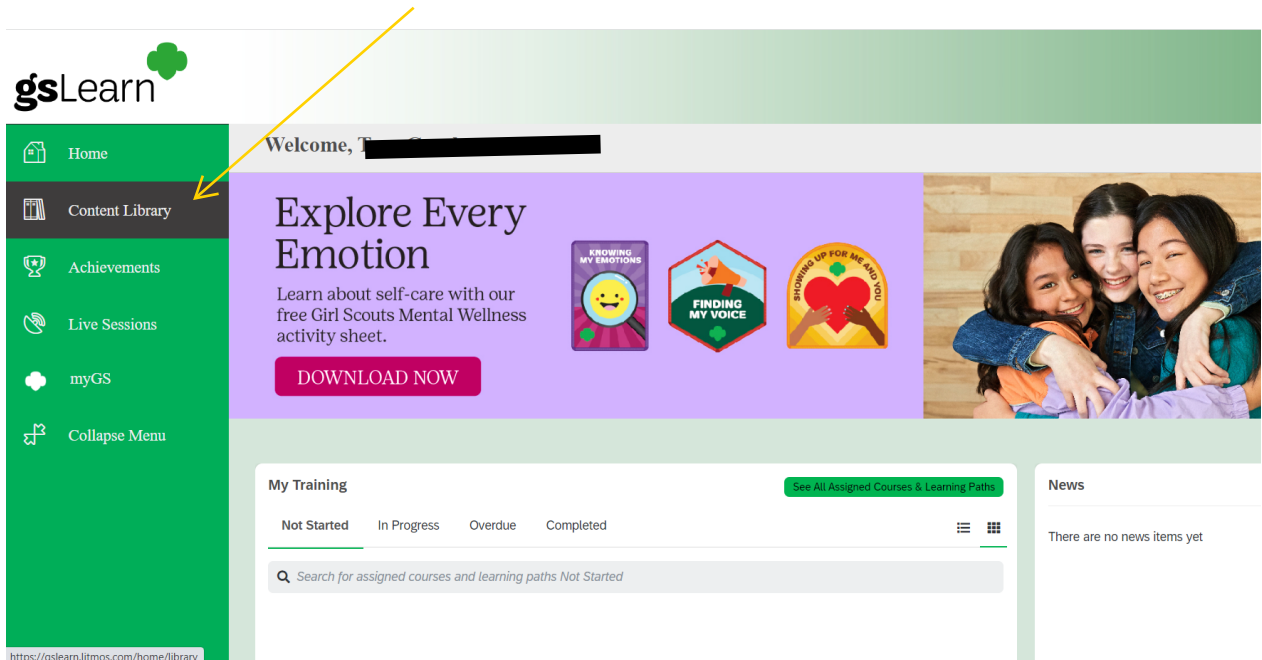 gsLearn
Home
Content Library
Achievements
Live Sessions
myGS
Collapse Menu
Welcome,
Explore Every
Emotion
Learn about self-care with our
free Girl Scouts Mental Wellness
activity sheet.
DOWNLOAD NOW
KNOWING
MY EMOTIONS
FINDING
MY VOICE
SHOWING UP FOR ME AND YOU
My Training
See All Assigned Courses & Learning Paths
Not Started In Progress Overdue Completed
Search for assigned courses and learning paths Not Started
News
There are no news items yet
https://gslearn.litmos.com/home/library